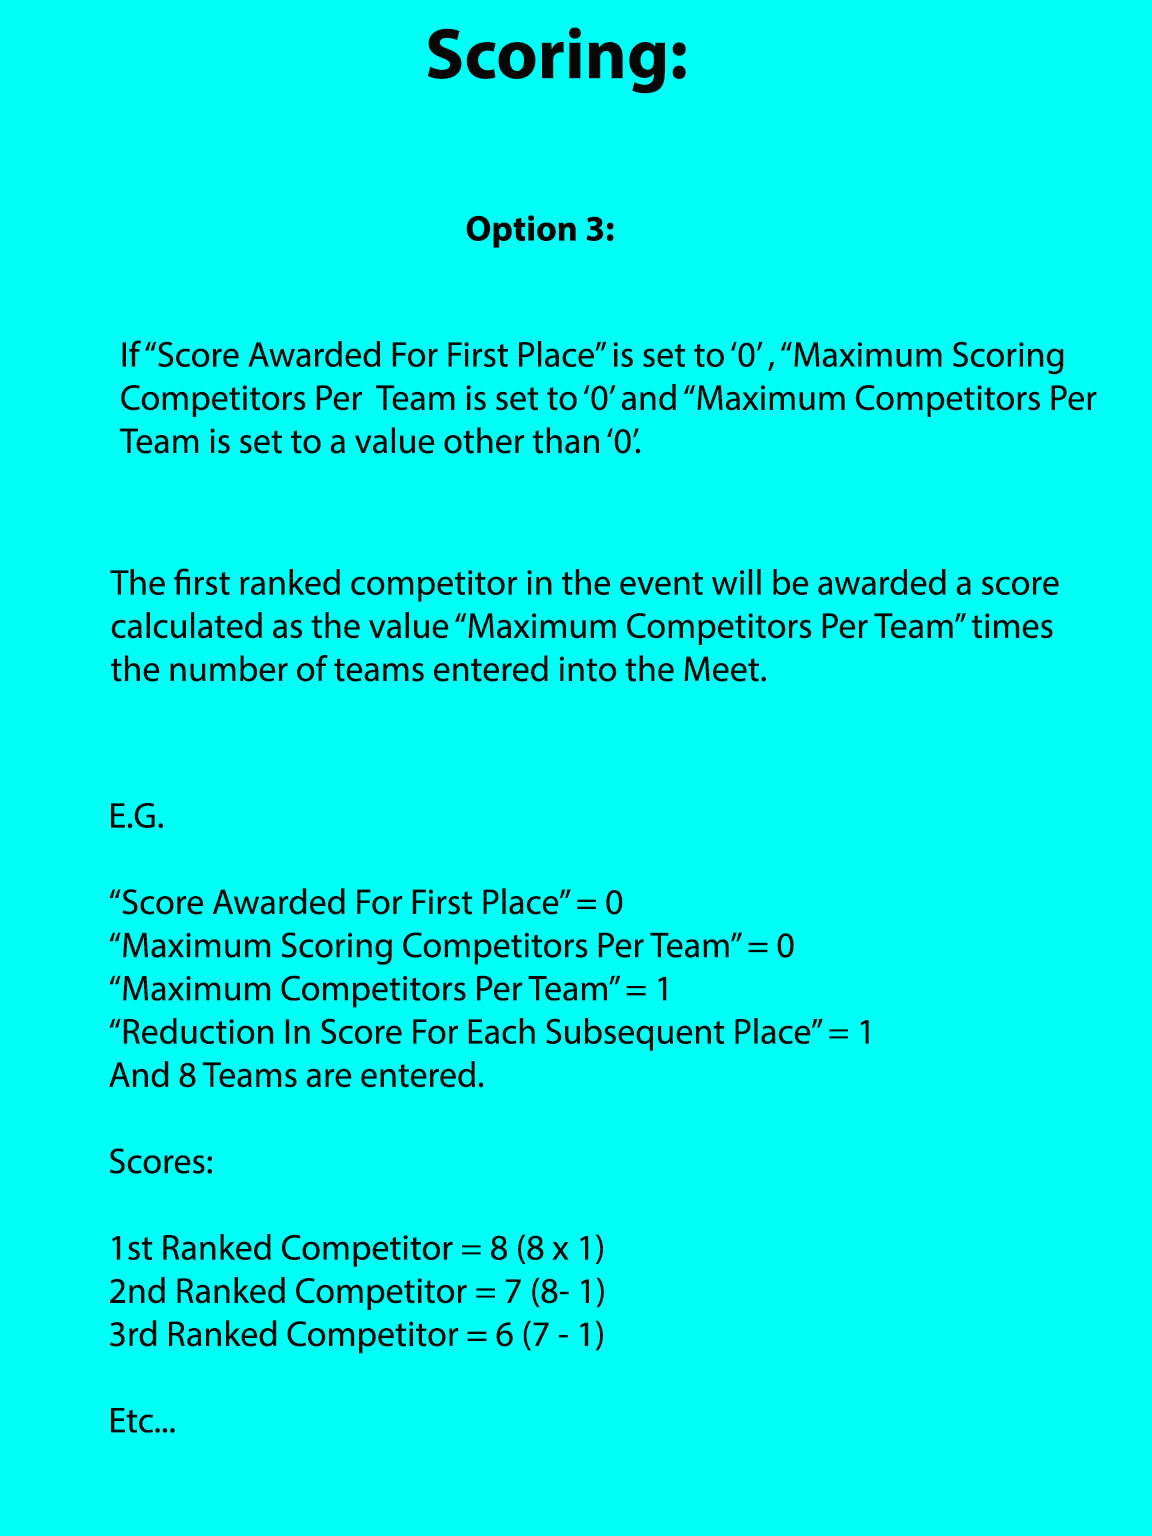 Scoring:
Option 3:
If “Score Awarded For First Place” is set to ‘0’ , “Maximum Scoring
Competitors Per  Team is set to ‘0’ and “Maximum Competitors Per
Team is set to a value other than ‘0’.
The first ranked competitor in the event will be awarded a score
calculated as the value “Maximum Competitors Per Team” times
the number of teams entered into the Meet.
E.G.
“Score Awarded For First Place” = 0
“Maximum Scoring Competitors Per Team” = 0
“Maximum Competitors Per Team” = 1
“Reduction In Score For Each Subsequent Place” = 1
And 8 Teams are entered.
Scores:
1st Ranked Competitor = 8 (8 x 1)
2nd Ranked Competitor = 7 (8- 1)
3rd Ranked Competitor = 6 (7 - 1)
Etc...